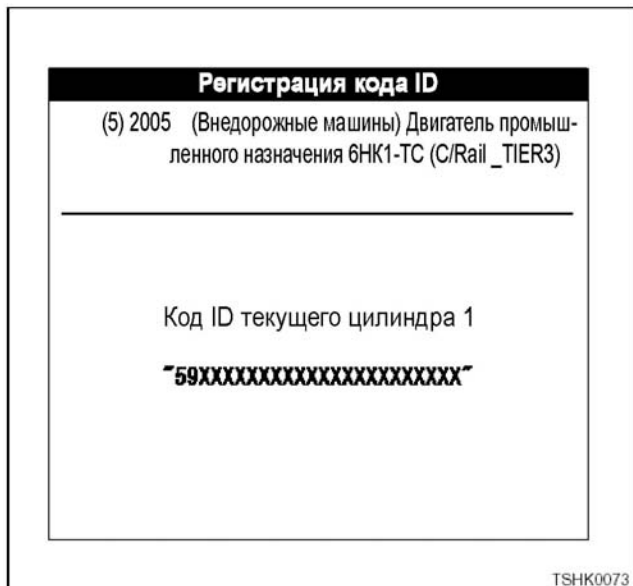 Регистрация кода ID
(5) 2005 (Внедорожные машины) Двигатель промыш-
ленного назначения 6HK1-TC (C/Rail _TIER3)
Код ID текущего цилиндра 1
"59XXXXXXXXXXXXXXXXXXXXXX"
TSHK0073